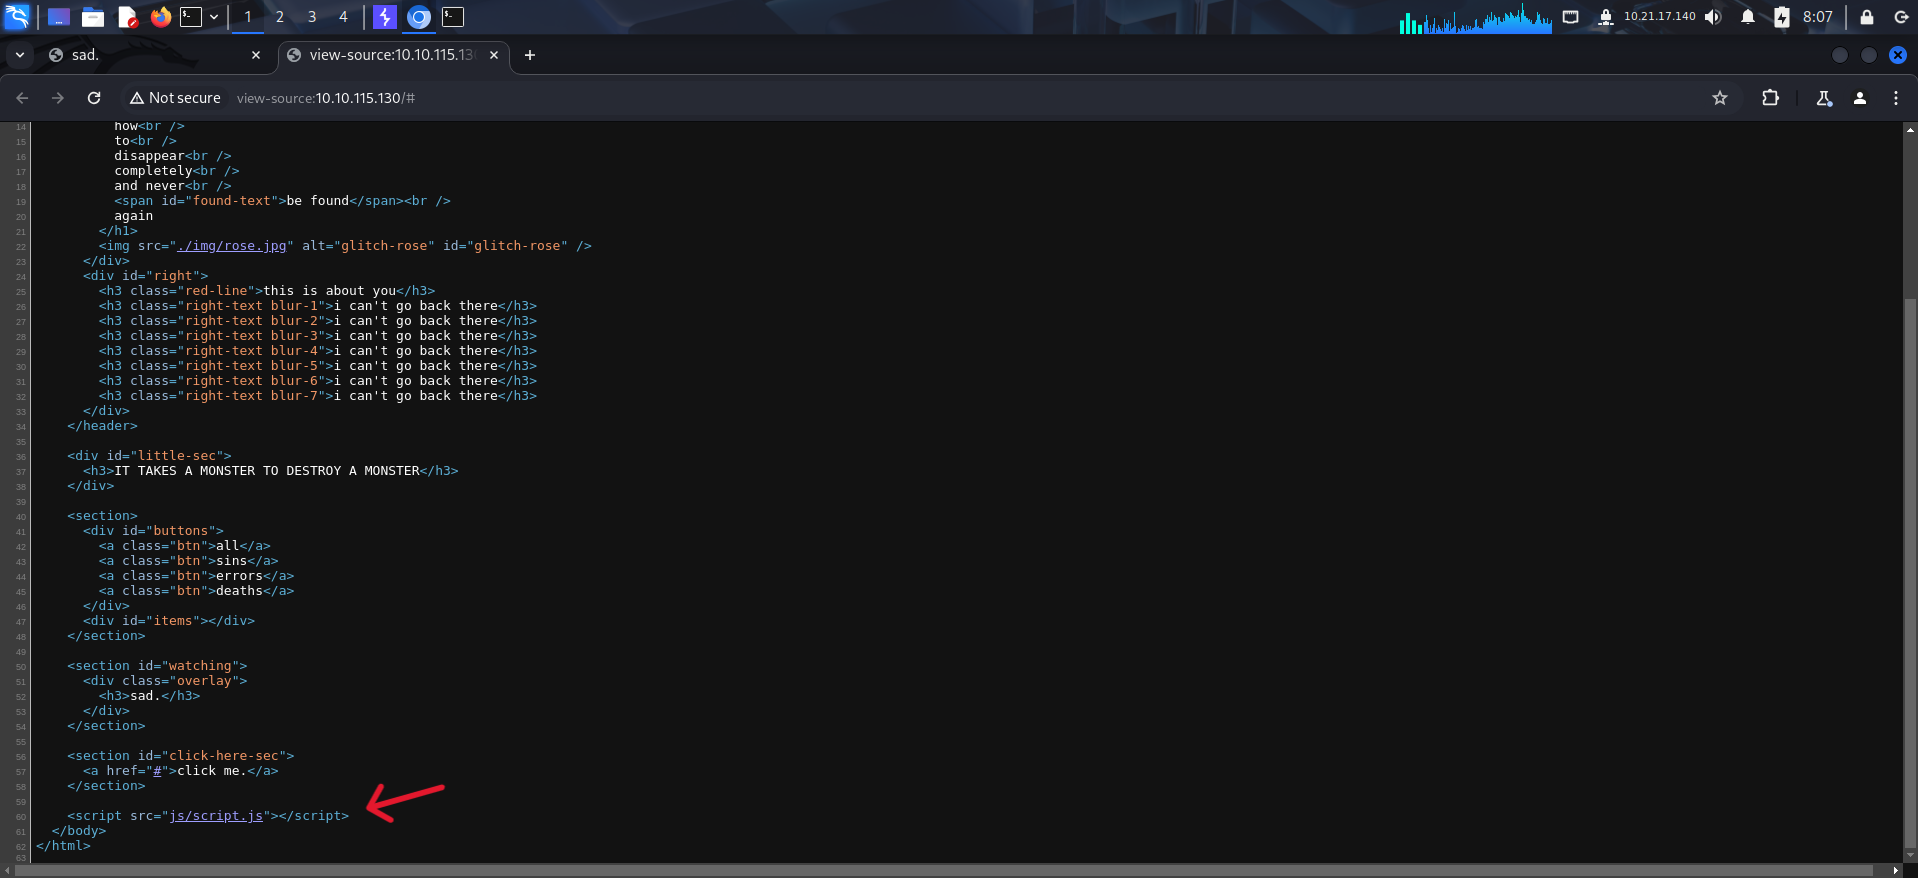 1 2 3 4 10.21.17.140 8:07
sad. view-source:10.10.115.13
Not secure view-source:10.10.115.130/#
14 how<br />
15 to<br />
16 disappear<br />
17 completely<br />
18 and never<br />
19 <span id="found-text">be found</span><br />
20 again
21 </h1>
22 <img src="./img/rose.jpg" alt="glitch-rose" id="glitch-rose" />
23 </div>
24 <div id="right">
25 <h3 class="red-line">this is about you</h3>
26 <h3 class="right-text blur-1">i can't go back there</h3>
27 <h3 class="right-text blur-2">i can't go back there</h3>
28 <h3 class="right-text blur-3">i can't go back there</h3>
29 <h3 class="right-text blur-4">i can't go back there</h3>
30 <h3 class="right-text blur-5">i can't go back there</h3>
31 <h3 class="right-text blur-6">i can't go back there</h3>
32 <h3 class="right-text blur-7">i can't go back there</h3>
33 </div>
34 </header>
35
36 <div id="little-sec">
37 <h3>IT TAKES A MONSTER TO DESTROY A MONSTER</h3>
38 </div>
39
40 <section>
41 <div id="buttons">
42 <a class="btn">all</a>
43 <a class="btn">sins</a>
44 <a class="btn">errors</a>
45 <a class="btn">deaths</a>
46 </div>
47 <div id="items"></div>
48 </section>
49
50 <section id="watching">
51 <div class="overlay">
52 <h3>sad.</h3>
53 </div>
54 </section>
55
56 <section id="click-here-sec">
57 <a href="#">click me.</a>
58 </section>
59
60 <script src="js/script.js"></script>
61 </body>
62 </html>
63